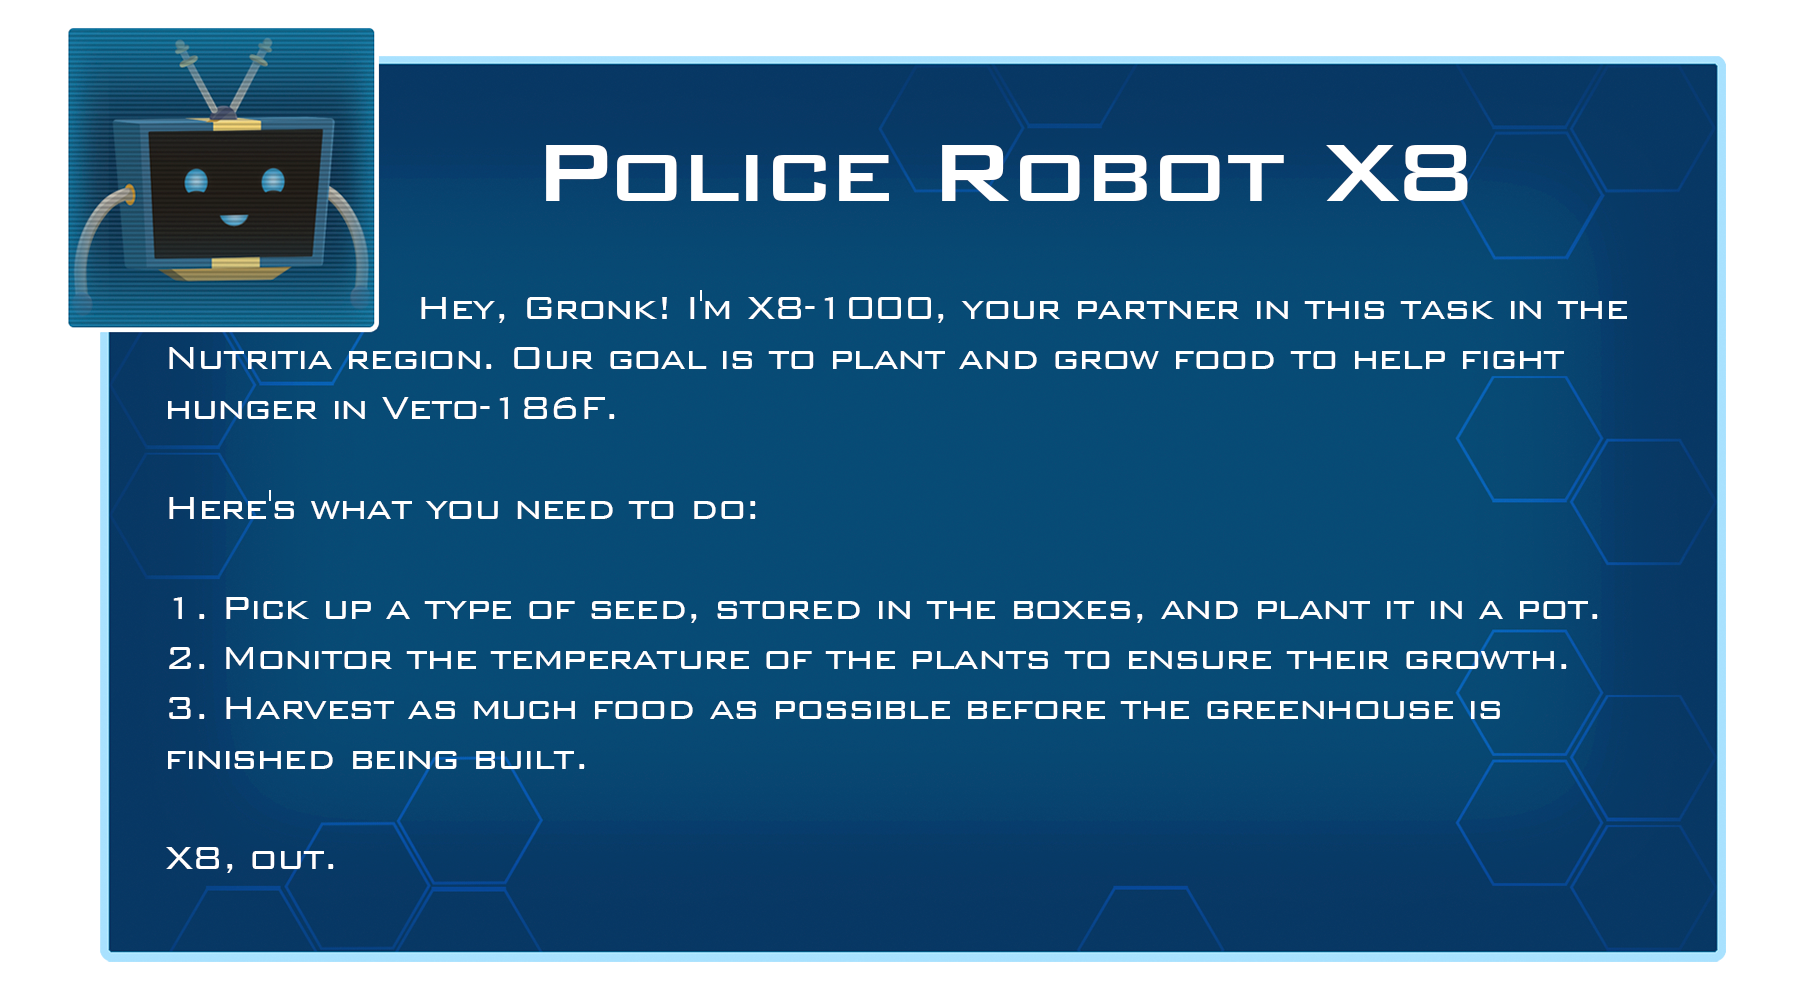 Police Robot X8
Hey, Gronk! I'm X8-1000, your partner in this task in the
Nutritia region. Our goal is to plant and grow food to help fight
hunger in Veto-186F.
Here's what you need to do:
1. Pick up a type of seed, stored in the boxes, and plant it in a pot.
2. Monitor the temperature of the plants to ensure their growth.
3. Harvest as much food as possible before the greenhouse is
finished being built.
X8, out.